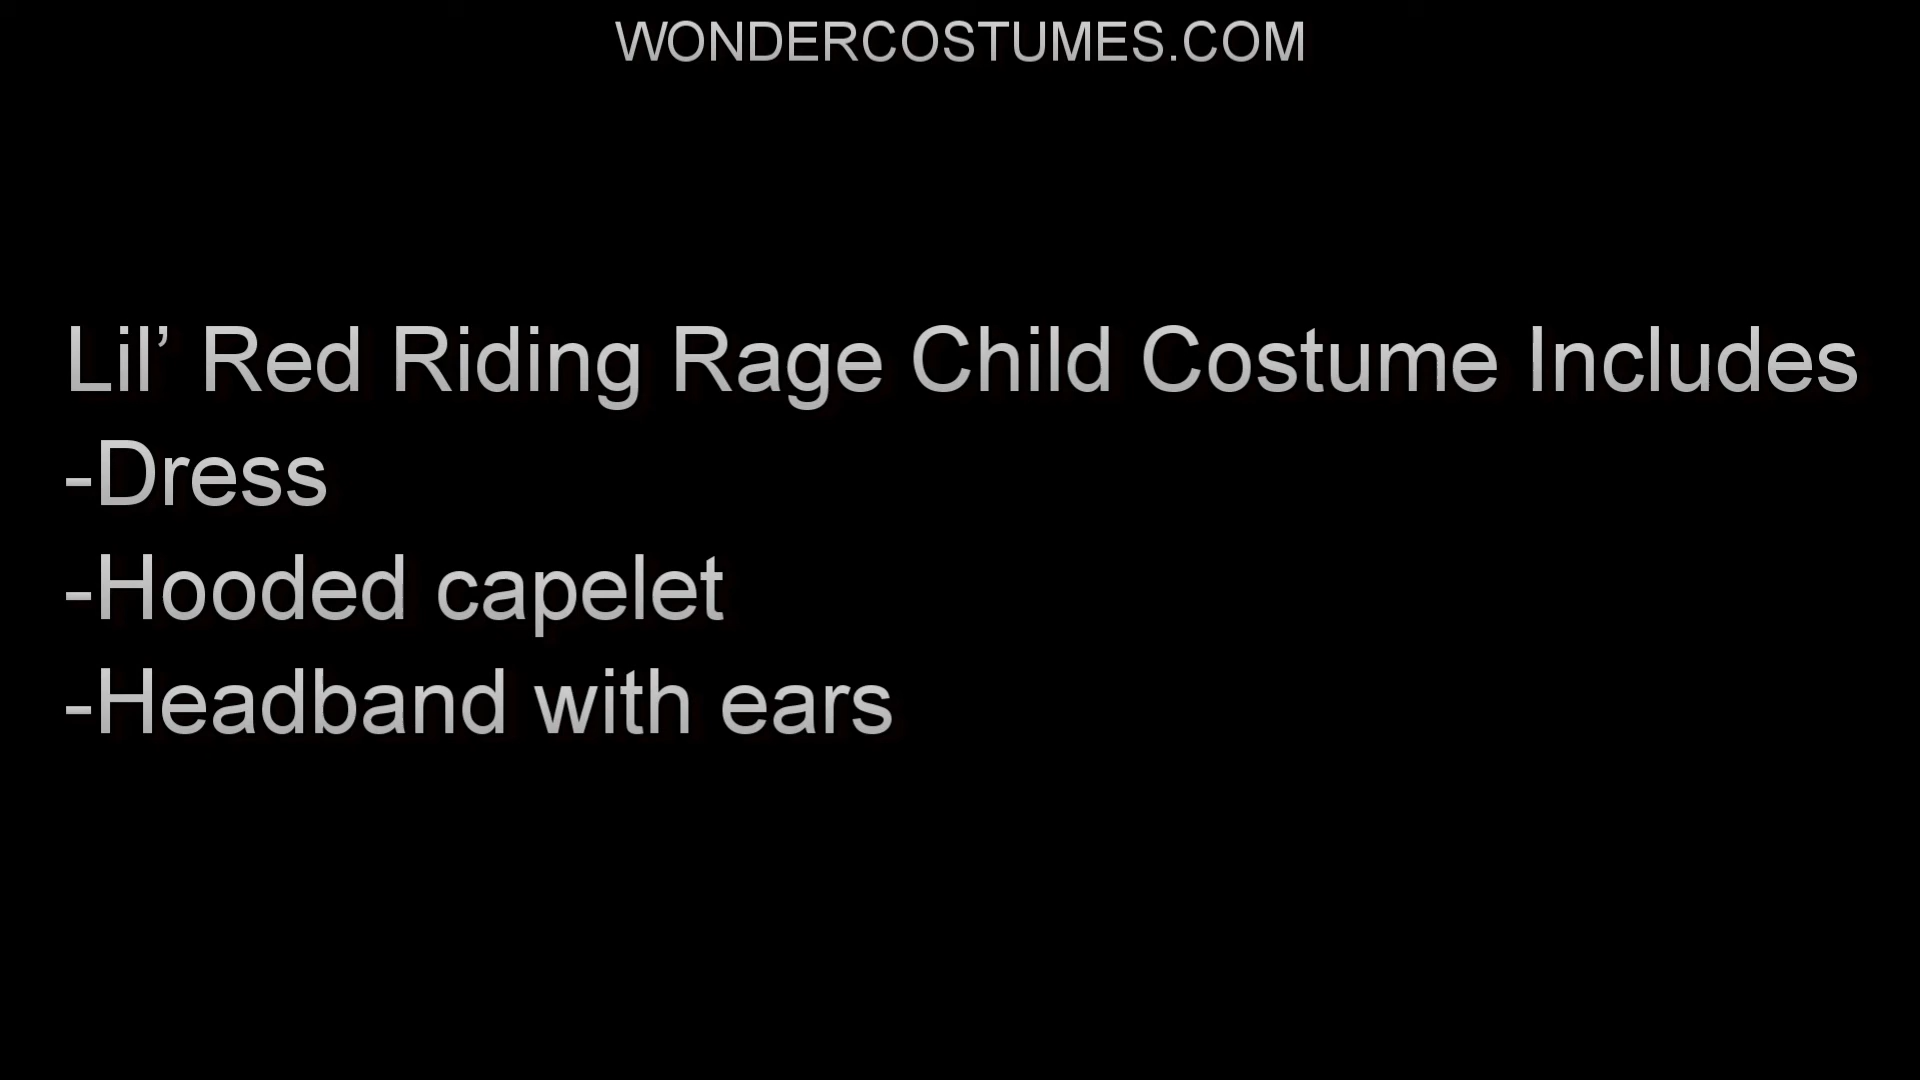 WONDERCOSTUMES.COM
Lil’ Red Riding Rage Child Costume Includes
-Dress
-Hooded capelet
-Headband with ears